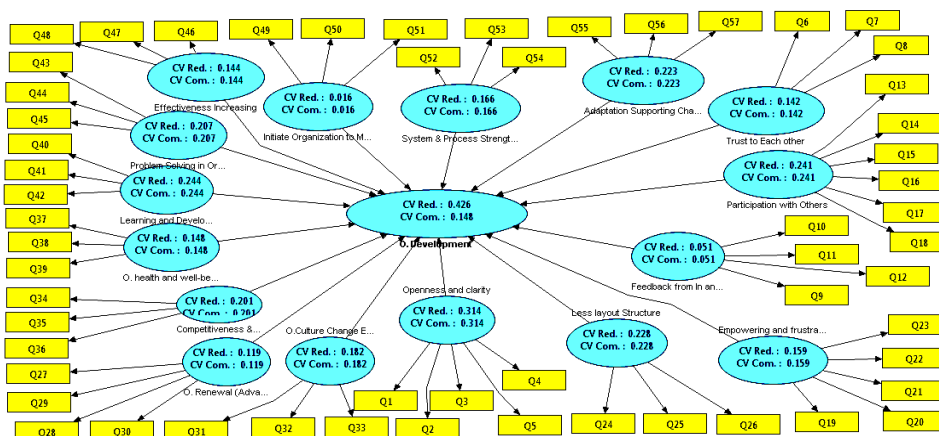 Q48
Q47
Q46
Q49
Q50
Q51
Q52
Q53
Q54
Q55
Q56
Q57
Q6
Q7
Q8
Q13
Q14
Q15
Q16
Q17
Q18
Q43
Q44
Q45
Q40
Q41
Q42
Q37
Q38
Q39
Q34
Q35
Q36
Q27
Q29
Q28
Q30
Q31
Q32
Q33
Q1
Q2
Q3
Q4
Q5
Q24
Q25
Q26
Q19
Q20
Q21
Q22
Q23
Q10
Q11
Q12
Q9
CV Red. : 0.144
CV Com. : 0.144
Effectiveness Increasing
CV Red. : 0.016
CV Com. : 0.016
Initiate Organization to M...
CV Red. : 0.166
CV Com. : 0.166
System & Process Strengt...
CV Red. : 0.223
CV Com. : 0.223
Adaptation Supporting Cha...
CV Red. : 0.142
CV Com. : 0.142
Trust to Each other
CV Red. : 0.207
CV Com. : 0.207
Problem Solving in Or...
CV Red. : 0.244
CV Com. : 0.244
Learning and Develo...
CV Red. : 0.241
CV Com. : 0.241
Participation with Others
CV Red. : 0.426
CV Com. : 0.148
O. Development
CV Red. : 0.148
CV Com. : 0.148
O. health and well-be...
CV Red. : 0.051
CV Com. : 0.051
Feedback from In an...
CV Red. : 0.201
CV Com. : 0.201
Competitiveness &...
CV Red. : 0.119
CV Com. : 0.119
O. Renewal (Adva...
O.Culture Change E...
CV Red. : 0.182
CV Com. : 0.182
Openness and clarity
CV Red. : 0.314
CV Com. : 0.314
Less layout Structure
CV Red. : 0.228
CV Com. : 0.228
Empowering and frustra...
CV Red. : 0.159
CV Com. : 0.159